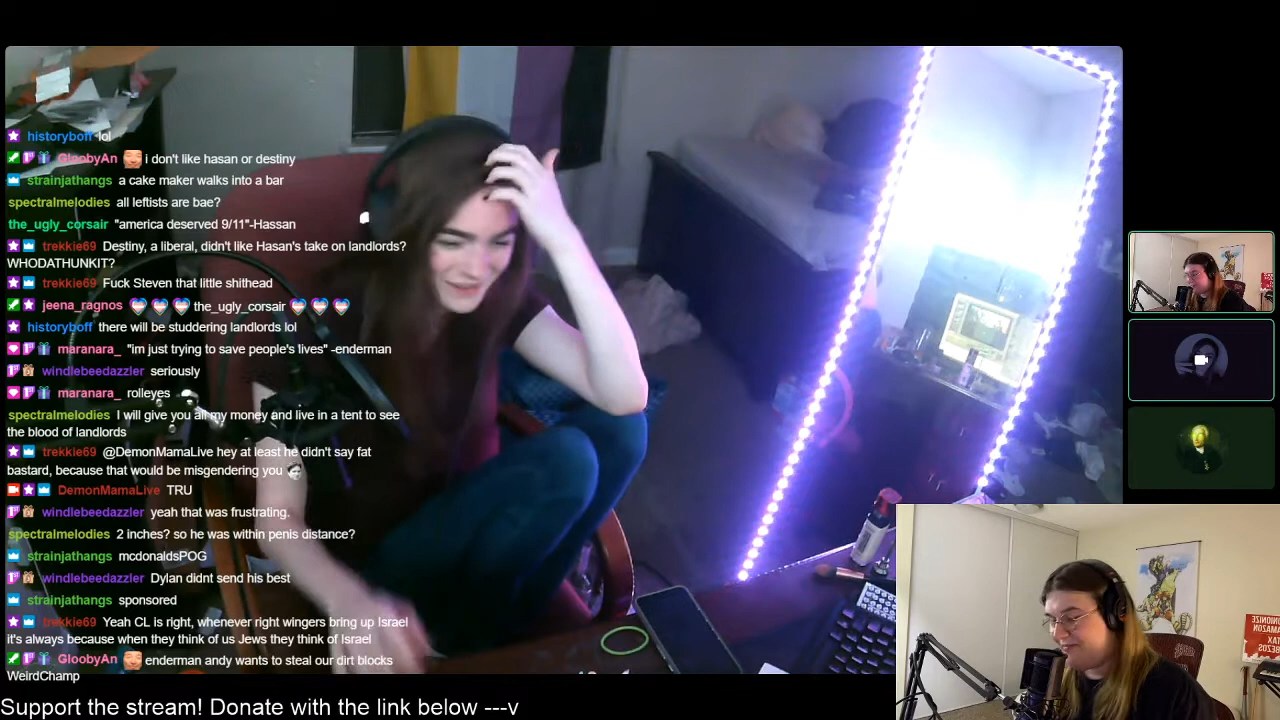 historyboff lol
GloobyAn i don't like hasan or destiny
strainjathangs a cake maker walks into a bar
spectralmelodies all leftists are bae?
the_ugly_corsair "america deserved 9/11"-Hassan
trekkie69 Destiny, a liberal, didn't like Hasan's take on landlords?
WHODATHUNKIT?
trekkie69 Fuck Steven that little shithead
jeena_ragnos the_ugly_corsair
historyboff there will be studdering landlords lol
maranara_ "im just trying to save people's lives" -enderman
windlebeedazzler seriously
maranara_ rolleyes
spectralmelodies I will give you all my money and live in a tent to see
the blood of landlords
trekkie69 @DemonMamaLive hey at least he didn't say fat
bastard, because that would be misgendering you
DemonMamaLive TRU
windlebeedazzler yeah that was frustrating.
spectralmelodies 2 inches? so he was within penis distance?
strainjathangs mcdonaldsPOG
windlebeedazzler Dylan didnt send his best
strainjathangs sponsored
trekkie69 Yeah CL is right, whenever right wingers bring up Israel
it's always because when they think of us Jews they think of Israel
GloobyAn enderman andy wants to steal our dirt blocks
WeirdChamp
Support the stream! Donate with the link below ---v
UNIONIZE
AMAZON
TAX
BEZOS